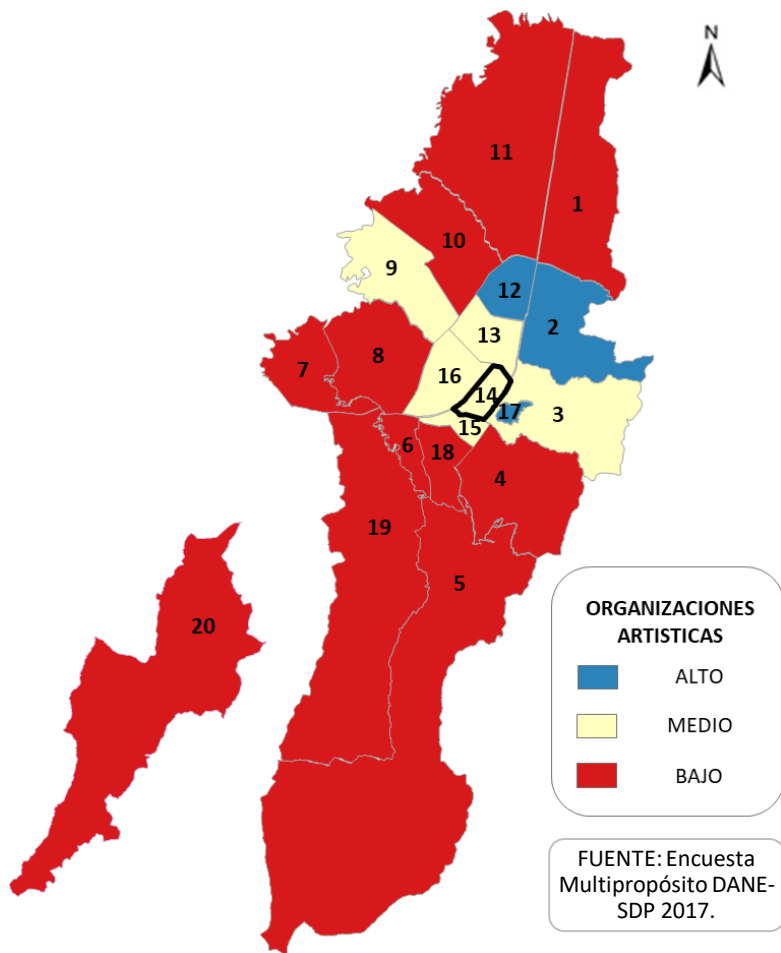 N
11
1
10
9
12
2
13
8
7
16
14
17
3
15
6
18
4
19
5
20
ORGANIZACIONES
ARTISTICAS
ALTO
MEDIO
BAJO
FUENTE: Encuesta
Multipropósito DANE-
SDP 2017.